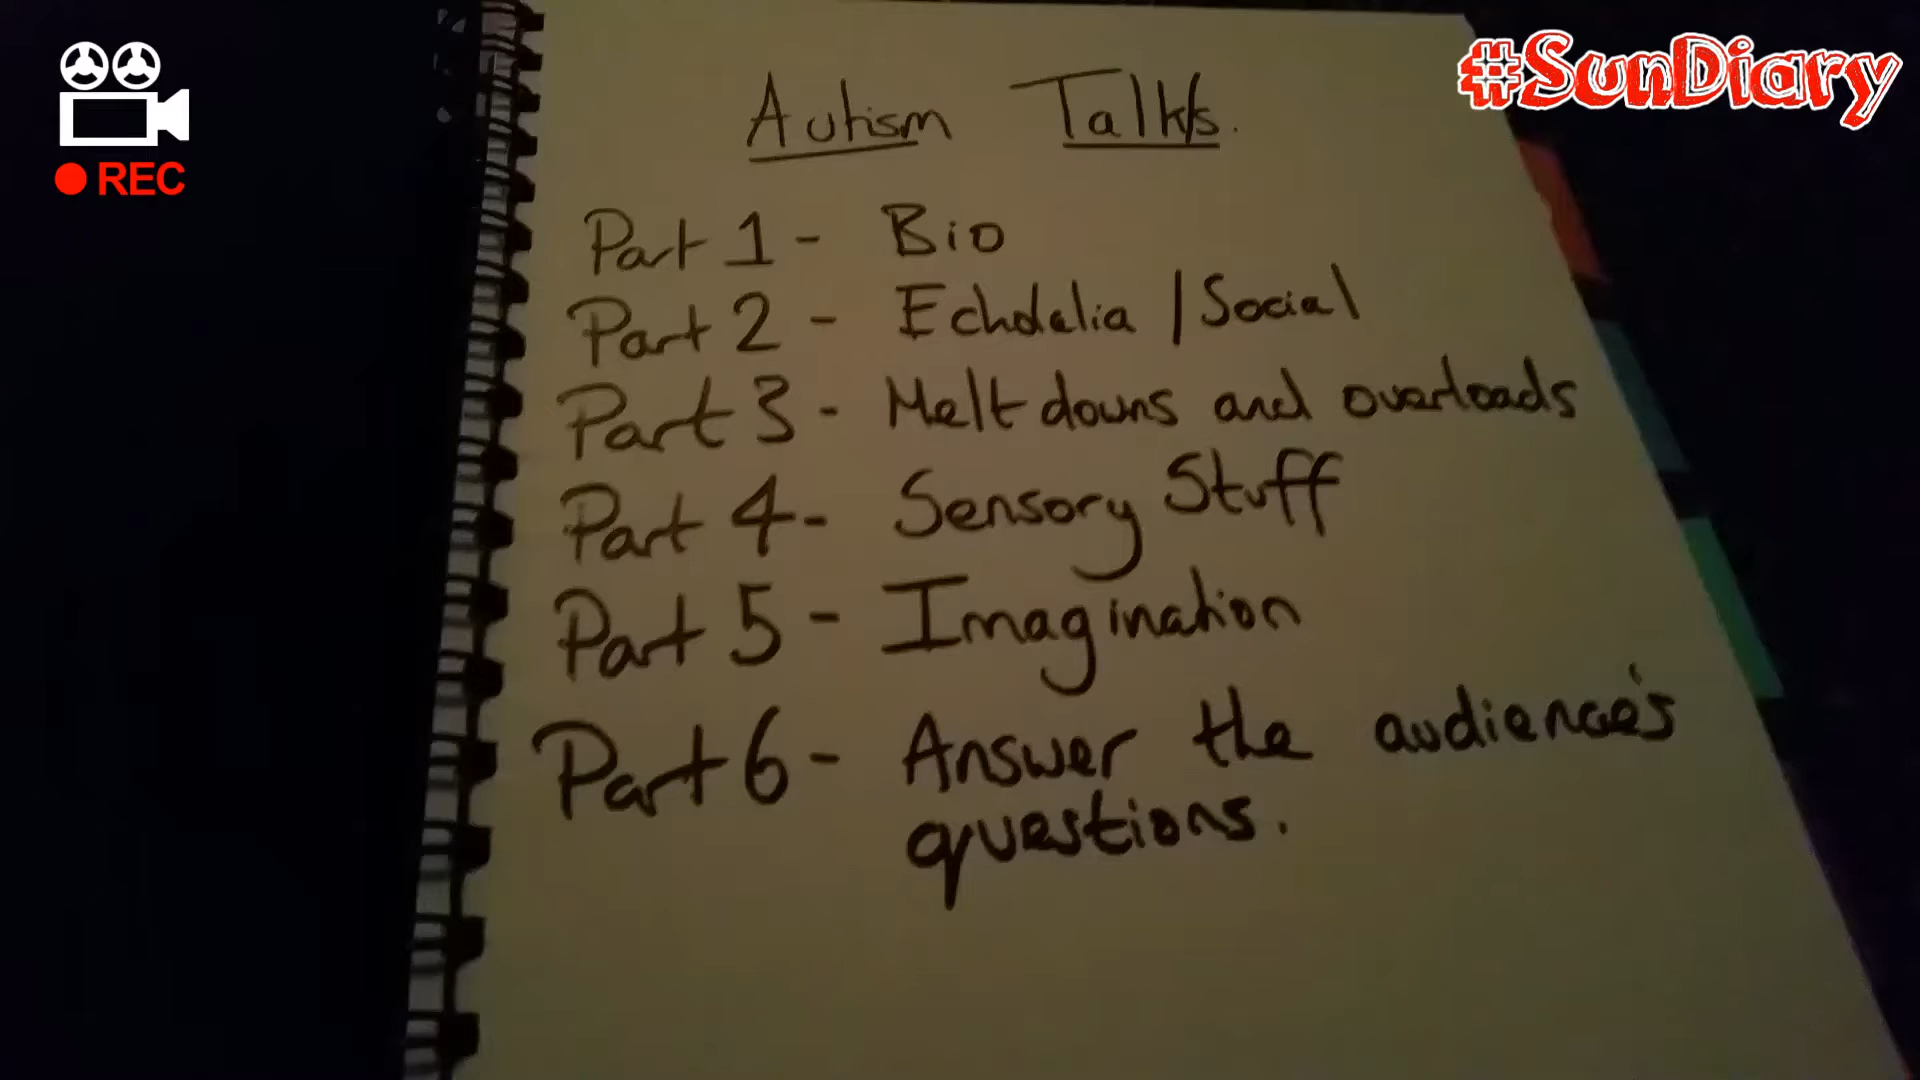 #SunDiary
REC
Autism Talks.
Part 1 - Bio
Part 2 - Echolalia / Social
Part 3 - Meltdowns and overloads
Part 4 - Sensory Stuff
Part 5 - Imagination
Part 6 - Answer the audience's
questions.